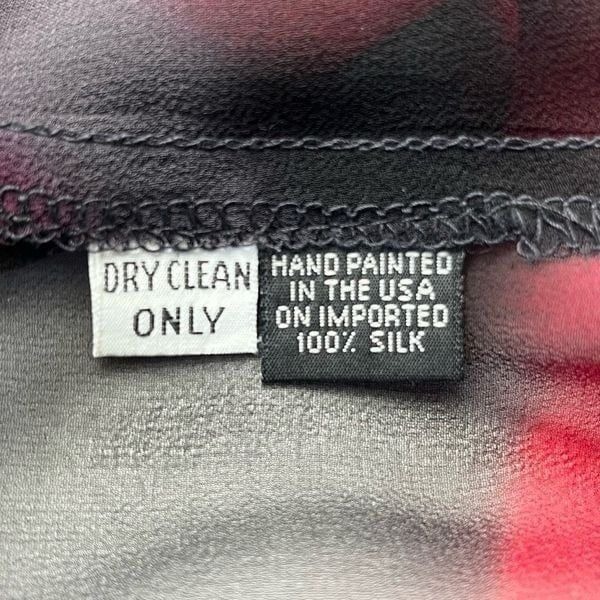 DRY CLEAN
ONLY
HAND PAINTED
IN THE USA
ON IMPORTED
100% SILK